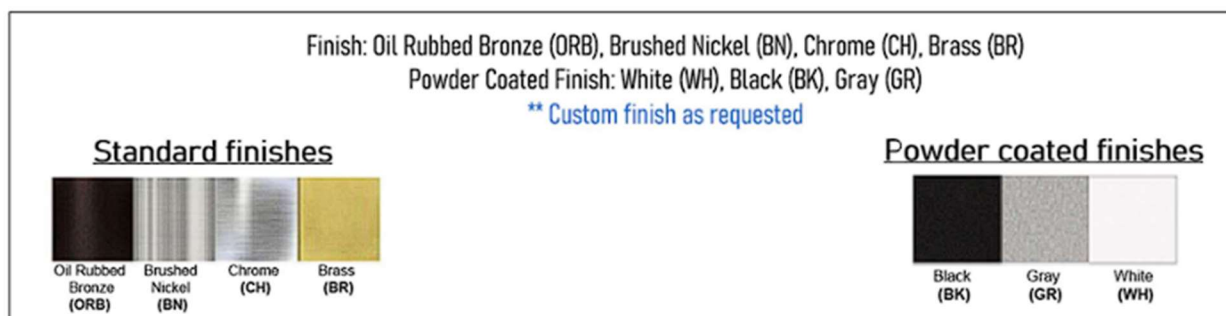 Finish: Oil Rubbed Bronze (ORB), Brushed Nickel (BN), Chrome (CH), Brass (BR)
Powder Coated Finish: White (WH), Black (BK), Gray (GR)
** Custom finish as requested
Standard finishes
Oil Rubbed
Bronze
(ORB)
Brushed
Nickel
(BN)
Chrome
(CH)
Brass
(BR)
Powder coated finishes
Black
(BK)
Gray
(GR)
White
(WH)